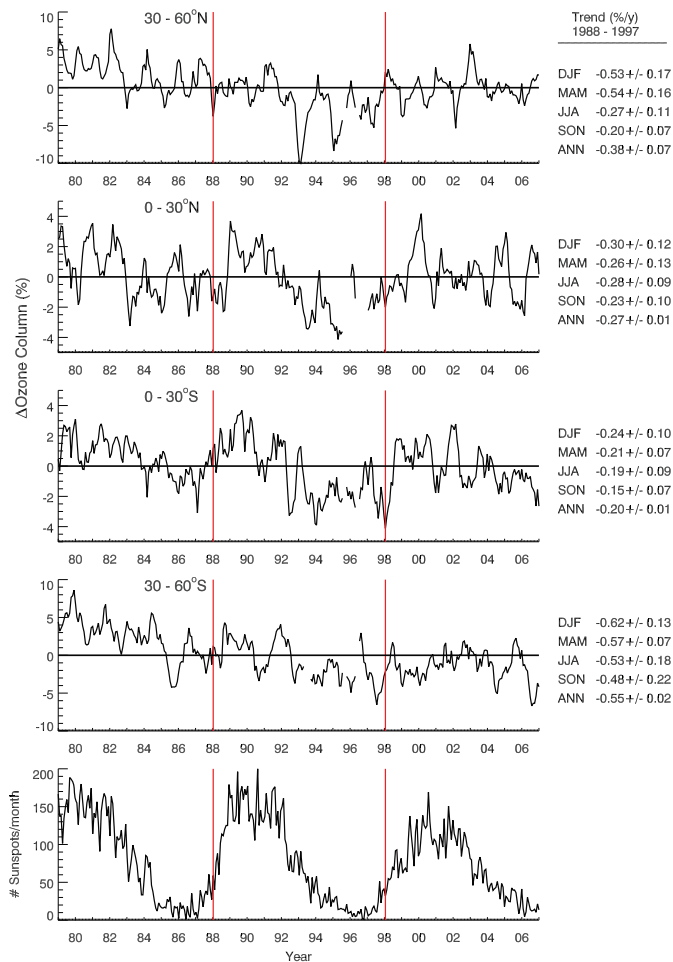 30 - 60°N
Trend (%/y)
1988 - 1997
10
5
0
-5
-10
DJF -0.53+/- 0.17
MAM -0.54+/- 0.16
JJA -0.27+/- 0.11
SON -0.20+/- 0.07
ANN -0.38+/- 0.07
80 82 84 86 88 90 92 94 96 98 00 02 04 06
0 - 30°N
4
2
0
-2
-4
DJF -0.30+/- 0.12
MAM -0.26+/- 0.13
JJA -0.28+/- 0.09
SON -0.23+/- 0.10
ANN -0.27+/- 0.01
80 82 84 86 88 90 92 94 96 98 00 02 04 06
ΔOzone Column (%)
0 - 30°S
4
2
0
-2
-4
DJF -0.24+/- 0.10
MAM -0.21+/- 0.07
JJA -0.19+/- 0.09
SON -0.15+/- 0.07
ANN -0.20+/- 0.01
80 82 84 86 88 90 92 94 96 98 00 02 04 06
30 - 60°S
10
5
0
-5
-10
DJF -0.62+/- 0.13
MAM -0.57+/- 0.07
JJA -0.53+/- 0.18
SON -0.48+/- 0.22
ANN -0.55+/- 0.02
80 82 84 86 88 90 92 94 96 98 00 02 04 06
# Sunspots/month
200
150
100
50
0
80 82 84 86 88 90 92 94 96 98 00 02 04 06
Year